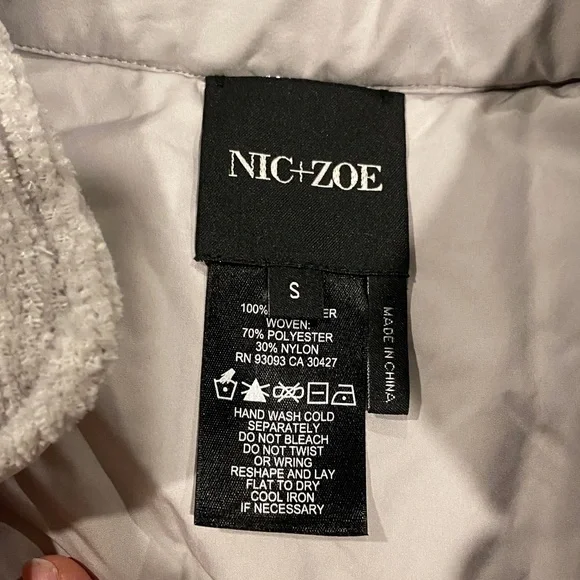 NIC+ZOE
S
100% ER
WOVEN:
70% POLYESTER
30% NYLON
RN 93093 CA 30427
HAND WASH COLD
SEPARATELY
DO NOT BLEACH
DO NOT TWIST
OR WRING
RESHAPE AND LAY
FLAT TO DRY
COOL IRON
IF NECESSARY
MADE IN CHINA